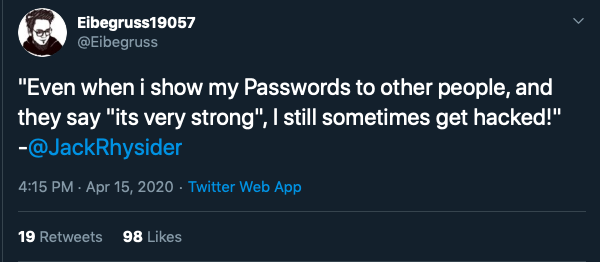 Eibegruss19057
@Eibegruss
"Even when i show my Passwords to other people, and
they say "its very strong", I still sometimes get hacked!"
-@JackRhysider
4:15 PM · Apr 15, 2020 · Twitter Web App
19 Retweets 98 Likes